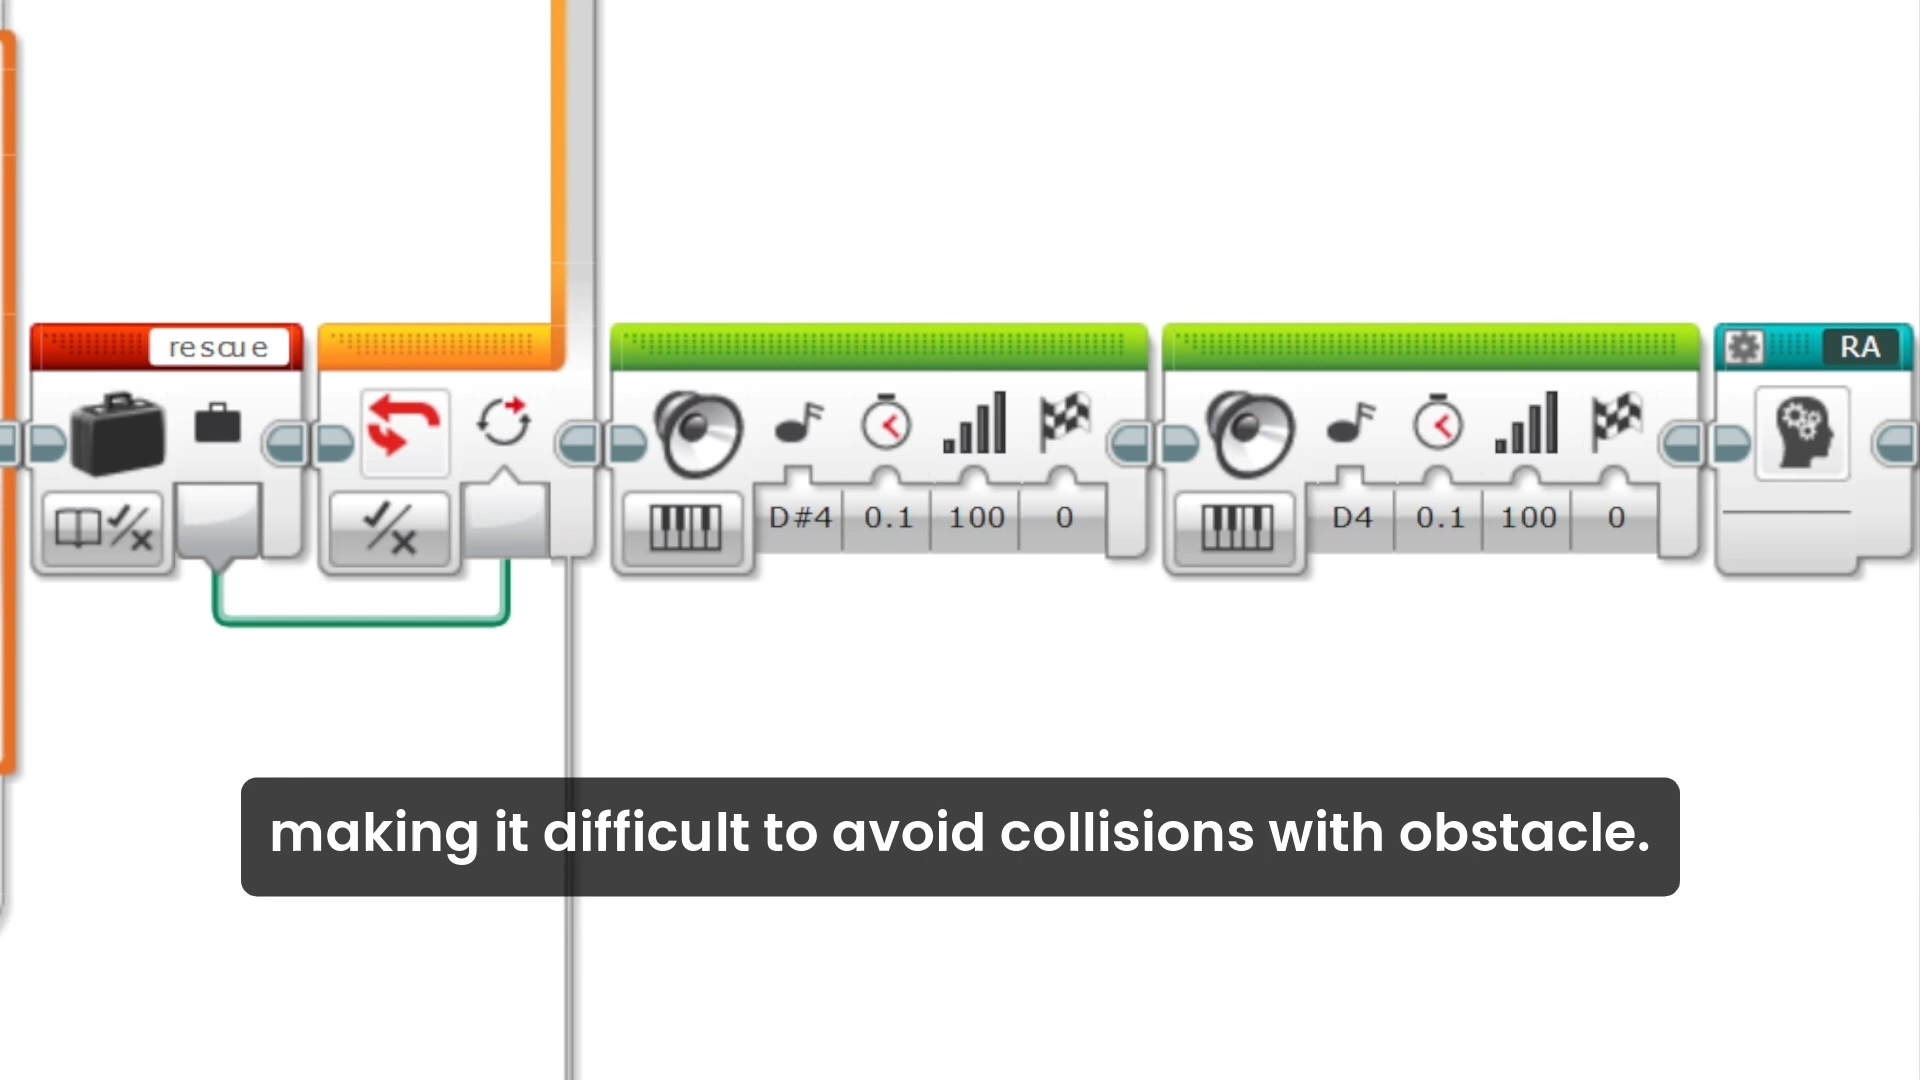 rescue
RA
D#4 0.1 100 0
D4 0.1 100 0
making it difficult to avoid collisions with obstacle.